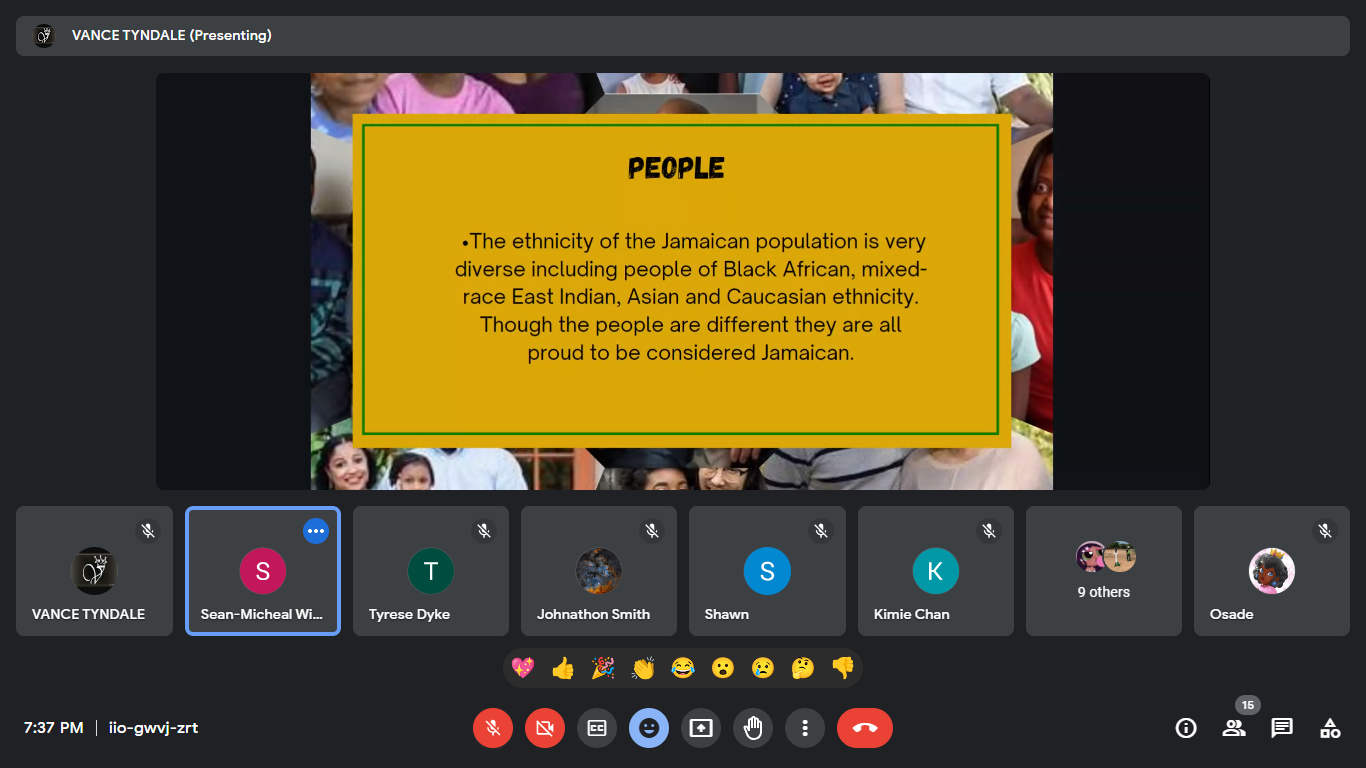 VANCE TYNDALE (Presenting)
PEOPLE
•The ethnicity of the Jamaican population is very
diverse including people of Black African, mixed-
race East Indian, Asian and Caucasian ethnicity.
Though the people are different they are all
proud to be considered Jamaican.
VANCE TYNDALE
S
Sean-Micheal Wi...
T
Tyrese Dyke
Johnathon Smith
S
Shawn
K
Kimie Chan
9 others
Osade
7:37 PM | iio-gwvj-zrt
CC
15